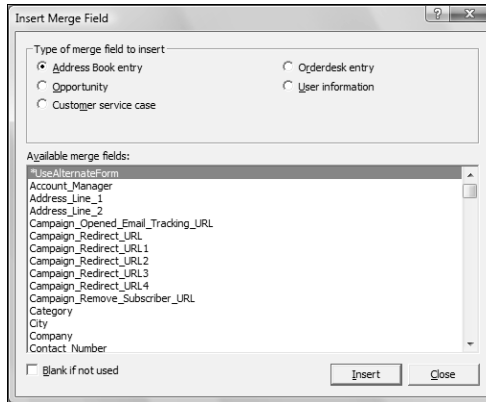 Insert Merge Field
Type of merge field to insert
Address Book entry
Orderdesk entry
Opportunity
User information
Customer service case
Available merge fields:
*UseAlternateForm
Account_Manager
Address_Line_1
Address_Line_2
Campaign_Opened_Email_Tracking_URL
Campaign_Redirect_URL
Campaign_Redirect_URL1
Campaign_Redirect_URL2
Campaign_Redirect_URL3
Campaign_Redirect_URL4
Campaign_Remove_Subscriber_URL
Category
City
Company
Contact_Number
Blank if not used
Insert
Close